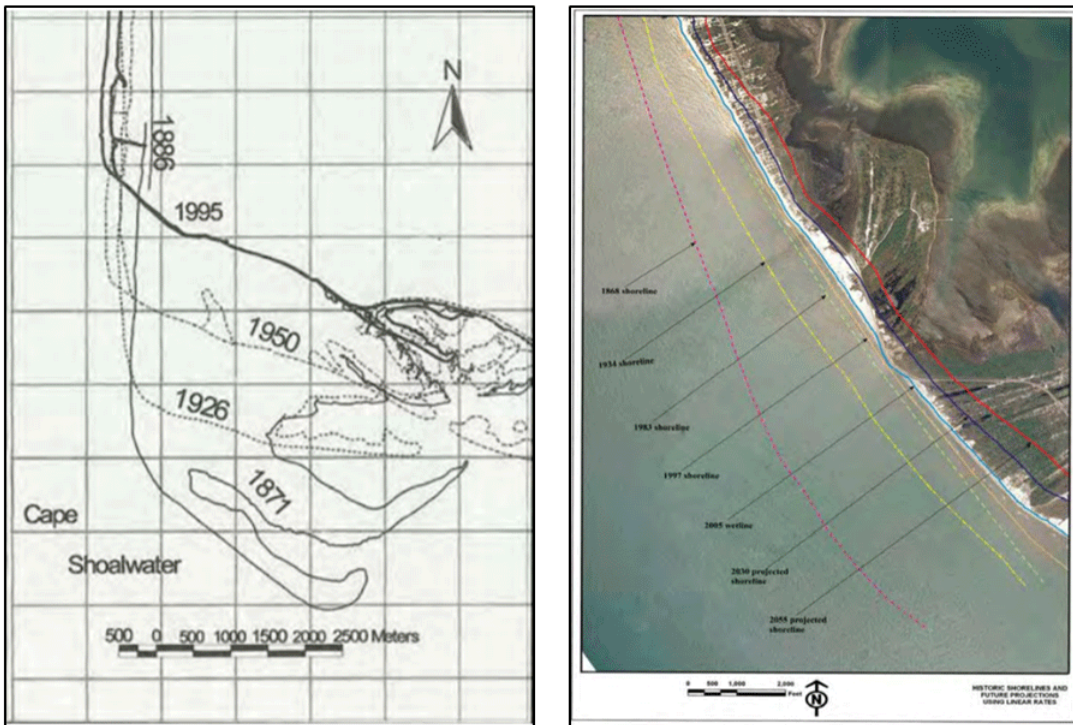 N
1886
1995
1950
1926
1871
Cape
Shoalwater
500 0 500 1000 1500 2000 2500 Meters
1868 shoreline
1934 shoreline
1983 shoreline
1997 shoreline
2005 wetline
2030 projected
shoreline
2055 projected
shoreline
0 500 1,000 2,000
Feet
N
HISTORIC SHORELINES AND
FUTURE PROJECTIONS
USING LINEAR RATES